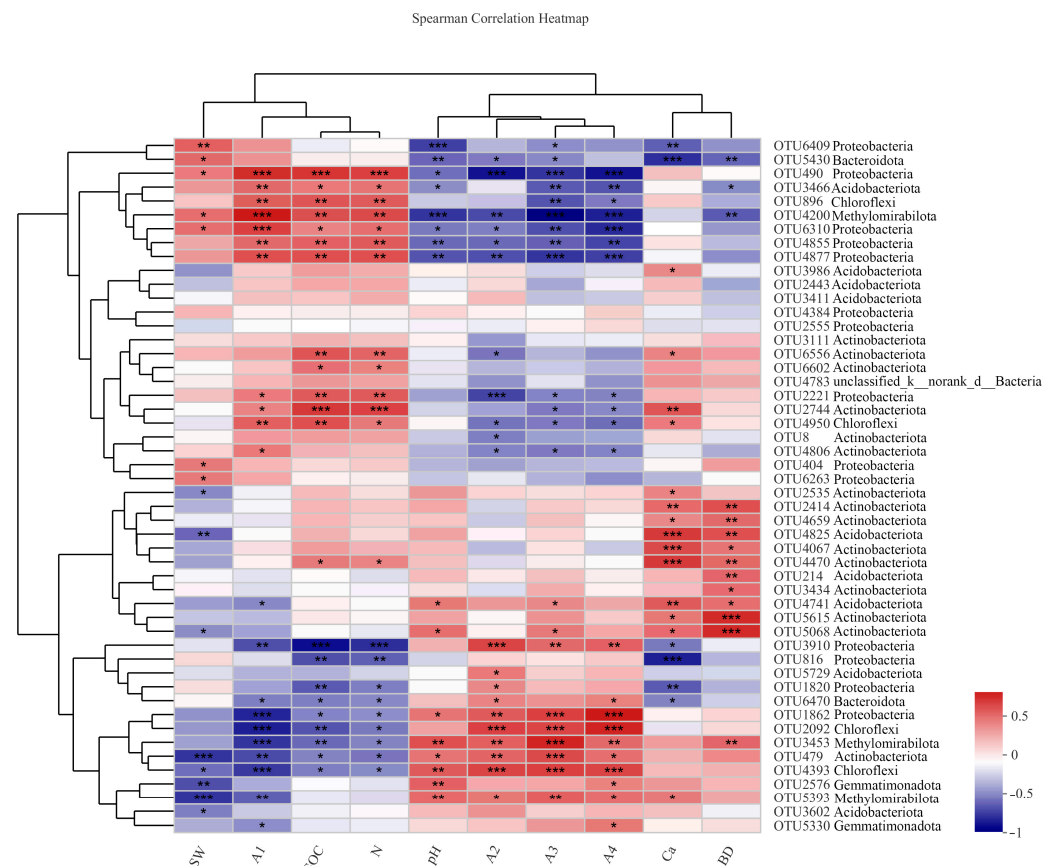 Spearman Correlation Heatmap
** *** * ** OTU6409 Proteobacteria
* ** * * *** ** OTU5430 Bacteroidota
* *** *** *** * *** *** *** OTU490 Proteobacteria
** * * * ** ** * OTU3466 Acidobacteriota
** ** ** ** * OTU896 Chloroflexi
* *** ** ** *** ** *** *** ** OTU4200 Methylomirabilota
* *** * * * * ** *** OTU6310 Proteobacteria
** ** ** ** * ** ** OTU4855 Proteobacteria
** ** ** ** ** *** *** OTU4877 Proteobacteria
* OTU3986 Acidobacteriota
OTU2443 Acidobacteriota
OTU3411 Acidobacteriota
OTU4384 Proteobacteria
OTU2555 Proteobacteria
OTU3111 Actinobacteriota
** ** * * OTU6556 Actinobacteriota
* * OTU6602 Actinobacteriota
OTU4783 unclassified_k__norank_d__Bacteria
* ** ** *** * * OTU2221 Proteobacteria
* *** *** * * ** OTU2744 Actinobacteriota
** ** * * * * * OTU4950 Chloroflexi
* OTU8 Actinobacteriota
* * * * OTU4806 Actinobacteriota
* OTU404 Proteobacteria
* OTU6263 Proteobacteria
* * OTU2535 Actinobacteriota
** ** OTU2414 Actinobacteriota
* ** OTU4659 Actinobacteriota
** *** ** OTU4825 Acidobacteriota
*** * OTU4067 Actinobacteriota
* * *** ** OTU4470 Actinobacteriota
** OTU214 Acidobacteriota
* OTU3434 Actinobacteriota
* * * ** * OTU4741 Acidobacteriota
* *** OTU5615 Actinobacteriota
* * * * *** OTU5068 Actinobacteriota
** *** *** *** ** ** * OTU3910 Proteobacteria
** ** *** OTU816 Proteobacteria
* OTU5729 Acidobacteriota
** * * ** OTU1820 Proteobacteria
* * * * * * OTU6470 Bacteroidota
*** * * * ** *** *** OTU1862 Proteobacteria
*** ** * ** *** *** OTU2092 Chloroflexi
*** ** * ** ** *** ** ** OTU3453 Methylomirabilota
*** ** * * * ** *** * OTU479 Actinobacteriota
* *** * * ** *** *** *** OTU4393 Chloroflexi
** ** * OTU2576 Gemmatimonadota
*** ** ** * ** * * OTU5393 Methylomirabilota
* OTU3602 Acidobacteriota
* * OTU5330 Gemmatimonadota
0.5
0
−0.5
−1
SW A1 N pH A2 A3 A4 Ca BD